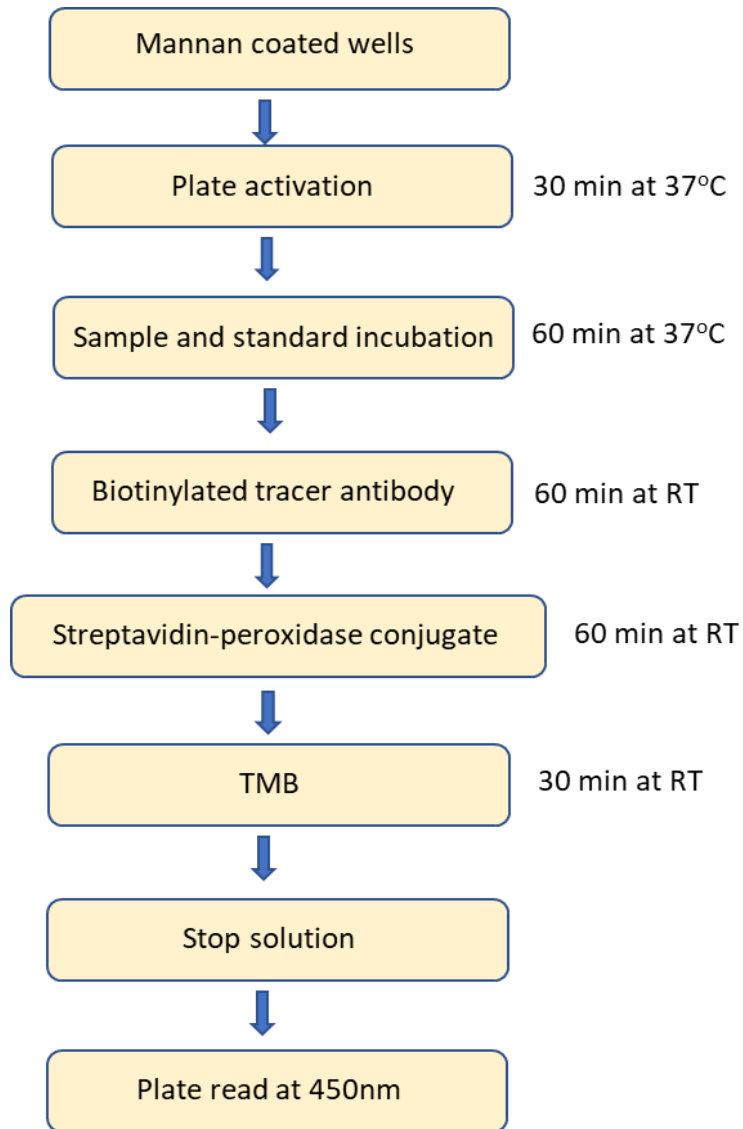 Mannan coated wells
Plate activation
30 min at 37°C
Sample and standard incubation
60 min at 37°C
Biotinylated tracer antibody
60 min at RT
Streptavidin-peroxidase conjugate
60 min at RT
TMB
30 min at RT
Stop solution
Plate read at 450nm